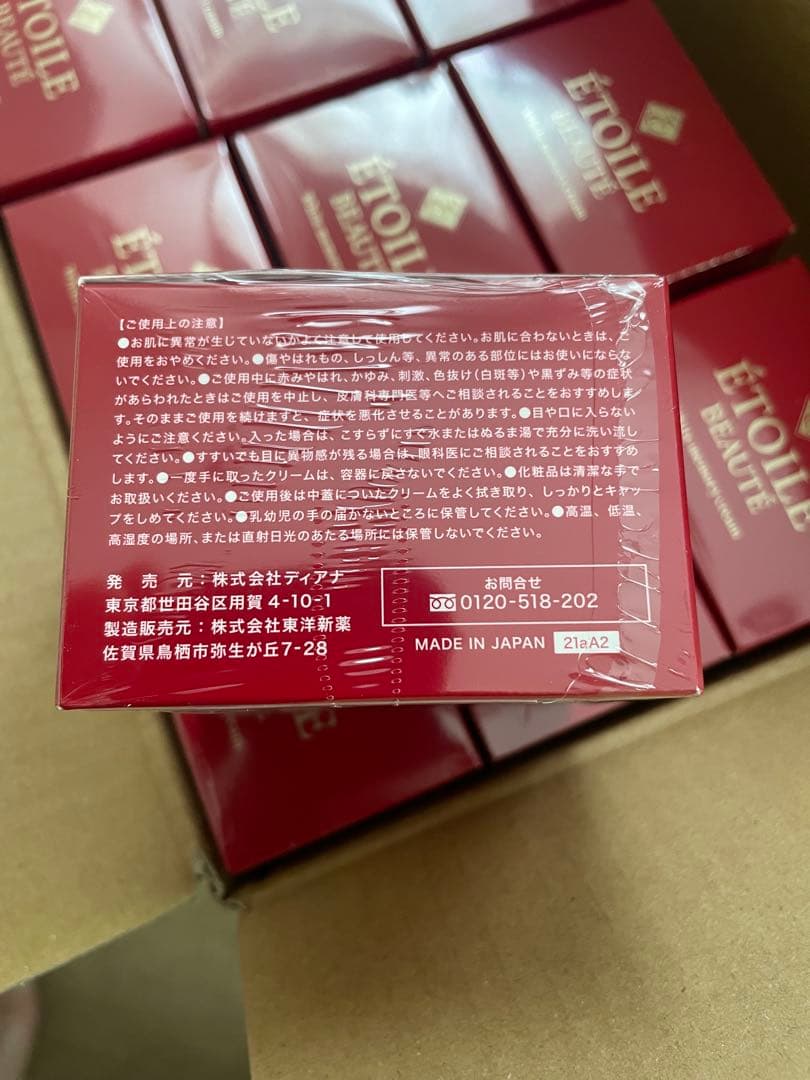 ÉTOILE
BEAUTÉ
BEAUTÉ
ÉTOILE
BEAUTÉ
ÉTOILE
BEAUTÉ
ÉTOILE
BEAUTÉ
【ご使用上の注意】
●お肌に異常が生じていないかよく注意して使用してください。お肌に合わないときは、ご
使用をおやめください。●傷やはれもの、しっしん等、異常のある部位にはお使いにならな
いでください。●ご使用中に赤みやはれ、かゆみ、刺激、色抜け(白斑等)や黒ずみ等の症状
があらわれたときはご使用を中止し、皮膚科専門医等へご相談されることをおすすめしま
す。そのままご使用を続けますと、症状を悪化させることがあります。●目や口に入らない
ようにご注意ください。入った場合は、こすらずにすぐ水またはぬるま湯で充分に洗い流し
てください。●すすいでも目に異物感が残る場合は、眼科医にご相談されることをおすすめ
します。●一度手に取ったクリームは、容器に戻さないでください。●化粧品は清潔な手で
お取扱いください。●ご使用後は中蓋についたクリームをよく拭き取り、しっかりとキャッ
プをしめてください。●乳幼児の手の届かないところに保管してください。●高温、低温、
高湿度の場所、または直射日光のあたる場所には保管しないでください。
発売元:株式会社ディアナ
東京都世田谷区用賀 4-10-1
製造販売元:株式会社東洋新薬
佐賀県鳥栖市弥生が丘7-28
お問合せ
0120-518-202
MADE IN JAPAN 21aA2